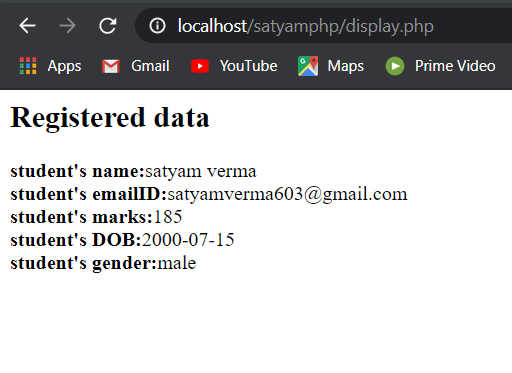 localhost/satyamphp/display.php
Apps Gmail YouTube Maps Prime Video
Registered data
student's name:satyam verma
student's emailID:satyamverma603@gmail.com
student's marks:185
student's DOB:2000-07-15
student's gender:male